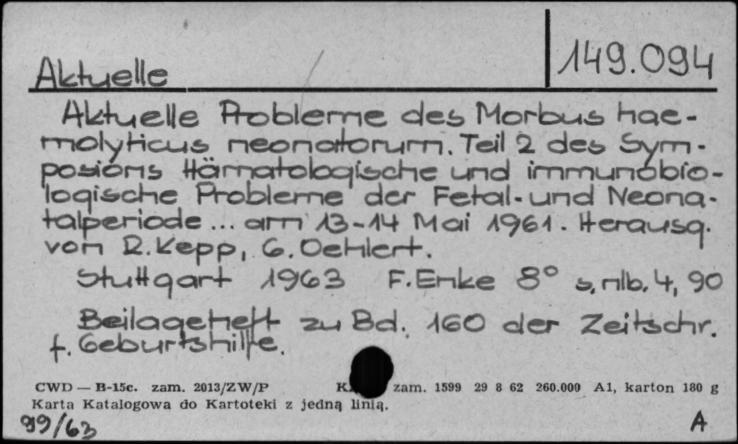 149.094
Aktuelle
Aktuelle Probleme des Morbus hae-
molyticus neonatorum. Teil 2 des Sym-
posions Hämatologische und immunobio-
logische Probleme der Fetal- und Neona-
talperiode ... am 13-14 Mai 1961. Herausg.
von R. Kepp, G. Oehlert.
Stuttgart 1963 F. Enke 8° s, nlb. 4, 90
Beilageheft zu Bd. 160 der Zeitschr.
f. Geburtshilfe.
CWD — B-15c. zam. 2013/ZW/P zam. 1599 29 8 62 260.000 A1, karton 180 g
Karta Katalogowa do Kartoteki z jedną linią.
99/63 A